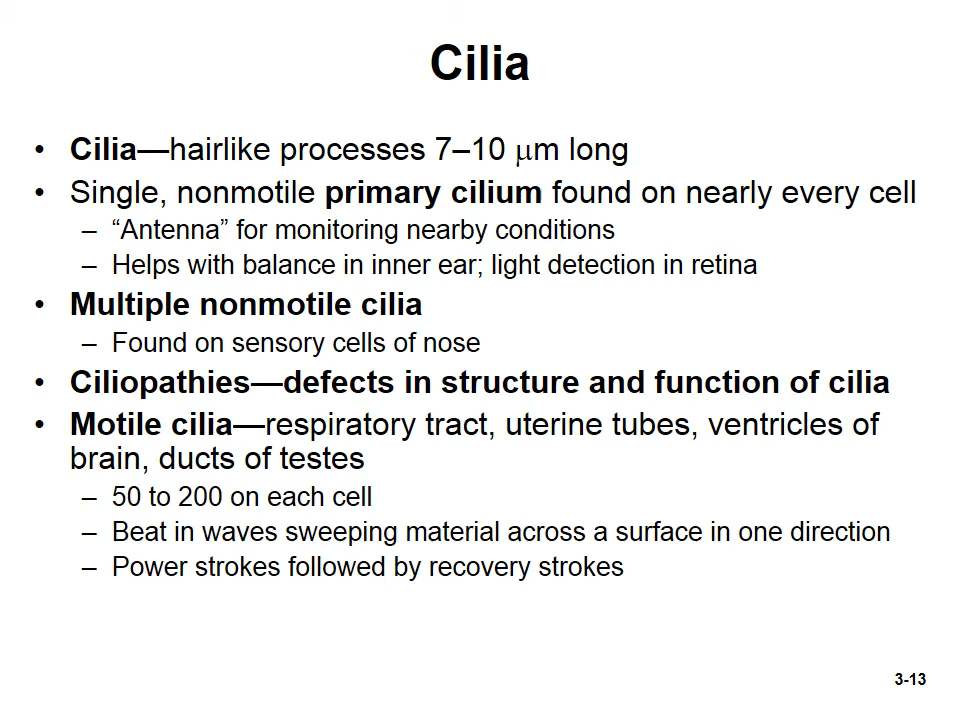 Cilia
• Cilia—hairlike processes 7–10 μm long
• Single, nonmotile primary cilium found on nearly every cell
– “Antenna” for monitoring nearby conditions
– Helps with balance in inner ear; light detection in retina
• Multiple nonmotile cilia
– Found on sensory cells of nose
• Ciliopathies—defects in structure and function of cilia
• Motile cilia—respiratory tract, uterine tubes, ventricles of
brain, ducts of testes
– 50 to 200 on each cell
– Beat in waves sweeping material across a surface in one direction
– Power strokes followed by recovery strokes
3-13